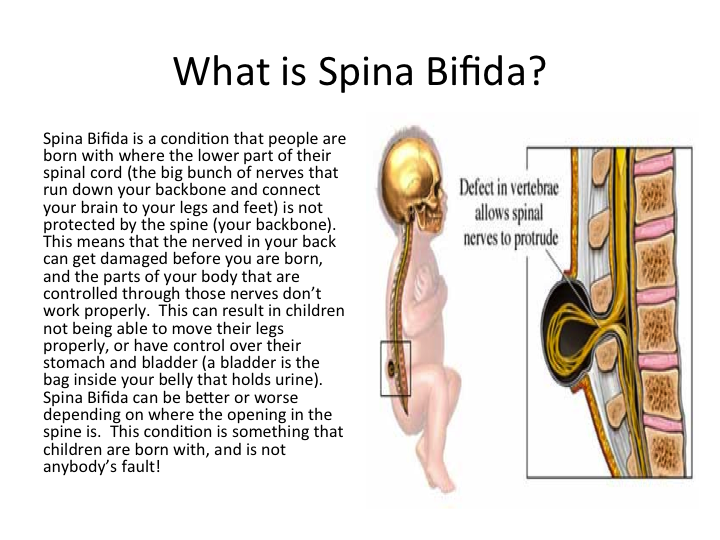 What is Spina Bifida?
Spina Bifida is a condition that people are
born with where the lower part of their
spinal cord (the big bunch of nerves that
run down your backbone and connect
your brain to your legs and feet) is not
protected by the spine (your backbone).
This means that the nerved in your back
can get damaged before you are born,
and the parts of your body that are
controlled through those nerves don’t
work properly.  This can result in children
not being able to move their legs
properly, or have control over their
stomach and bladder (a bladder is the
bag inside your belly that holds urine).
Spina Bifida can be better or worse
depending on where the opening in the
spine is.  This condition is something that
children are born with, and is not
anybody’s fault!
Defect in vertebrae
allows spinal
nerves to protrude